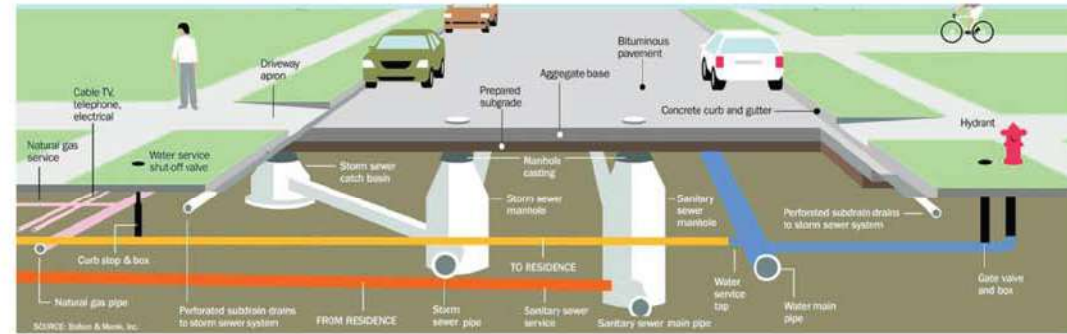 Cable TV,
telephone,
electrical
Natural gas
service
Water service
shut-off valve
Driveway
apron
Prepared
subgrade
Aggregate base
Bituminous
pavement
Concrete curb and gutter
Hydrant
Storm sewer
catch basin
Manhole
casting
Storm sewer
manhole
Sanitary
sewer
manhole
Perforated subdrain drains
to storm sewer system
Curb stop & box
TO RESIDENCE
Natural gas pipe
Perforated subdrain drains
to storm sewer system
FROM RESIDENCE
Storm
sewer pipe
Sanitary sewer
service
Sanitary sewer main pipe
Water
service
tap
Water main
pipe
Gate valve
and box
SOURCE: Bolton & Menk, Inc.